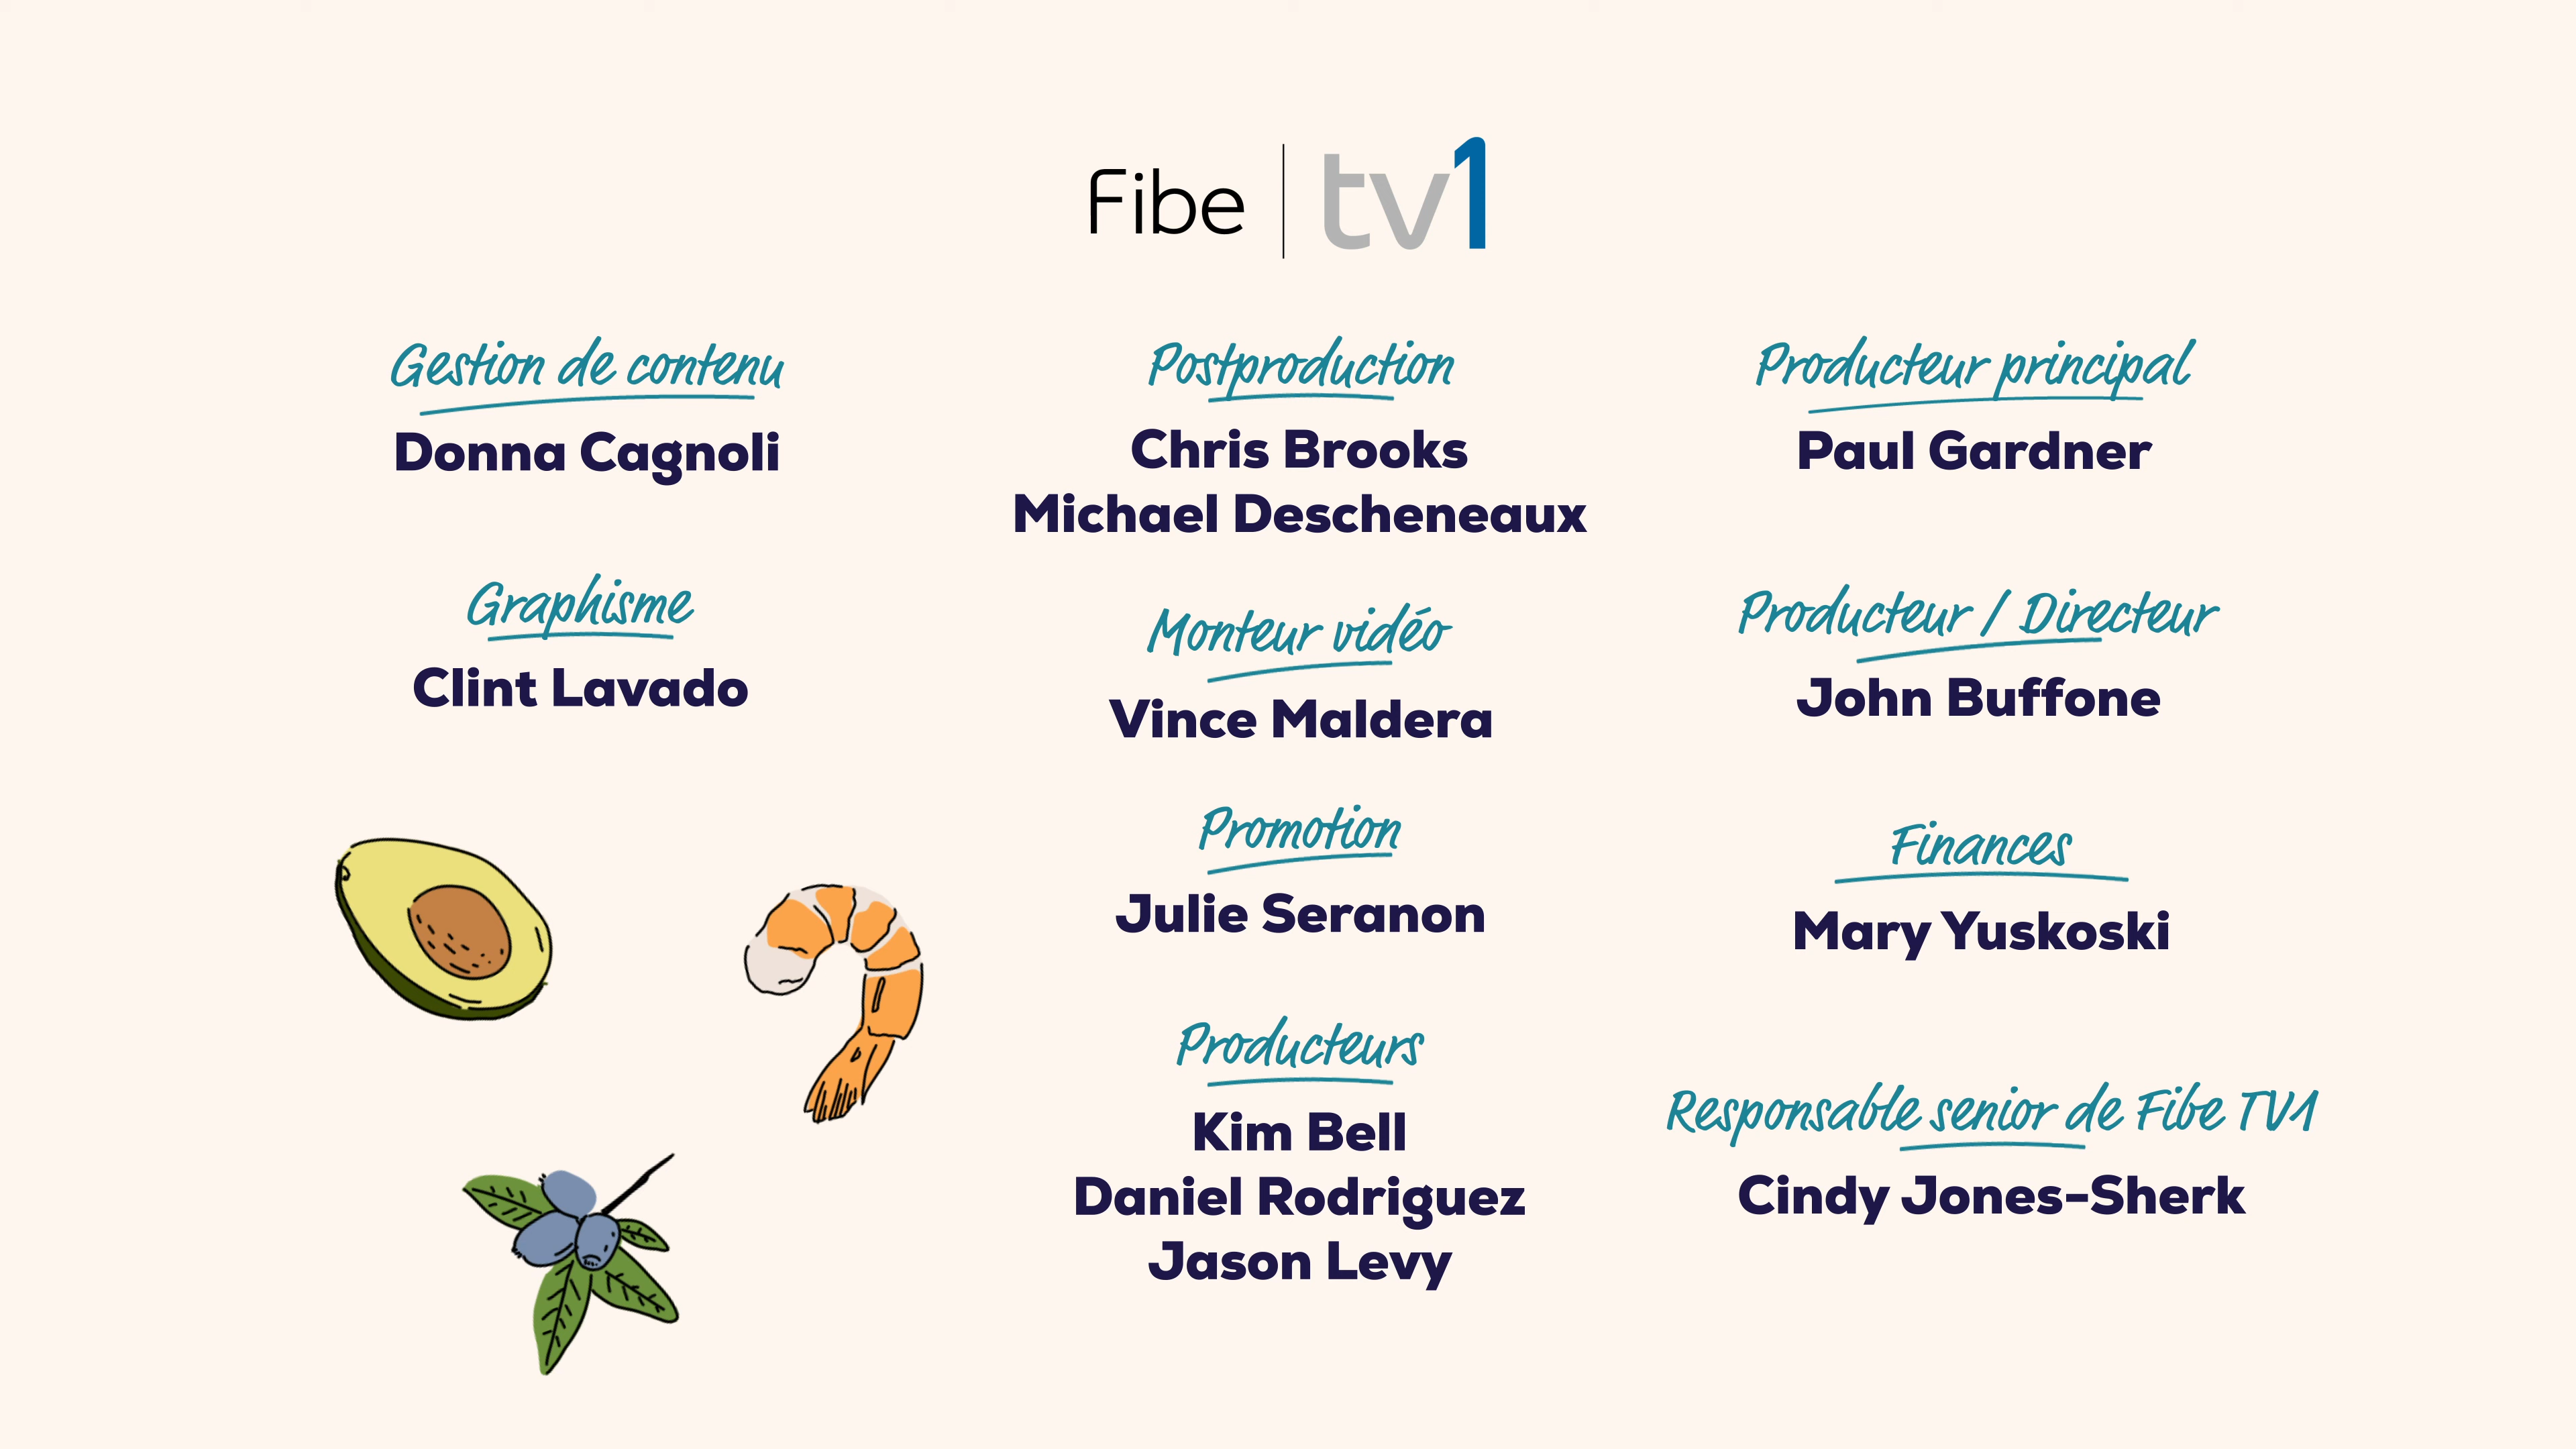 Fibe | tv1
Gestion de contenu
Donna Cagnoli
Graphisme
Clint Lavado
Postproduction
Chris Brooks
Michael Descheneaux
Monteur vidéo
Vince Maldera
Promotion
Julie Seranon
Producteurs
Kim Bell
Daniel Rodriguez
Jason Levy
Producteur principal
Paul Gardner
Producteur / Directeur
John Buffone
Finances
Mary Yuskoski
Responsable senior de Fibe TV1
Cindy Jones-Sherk